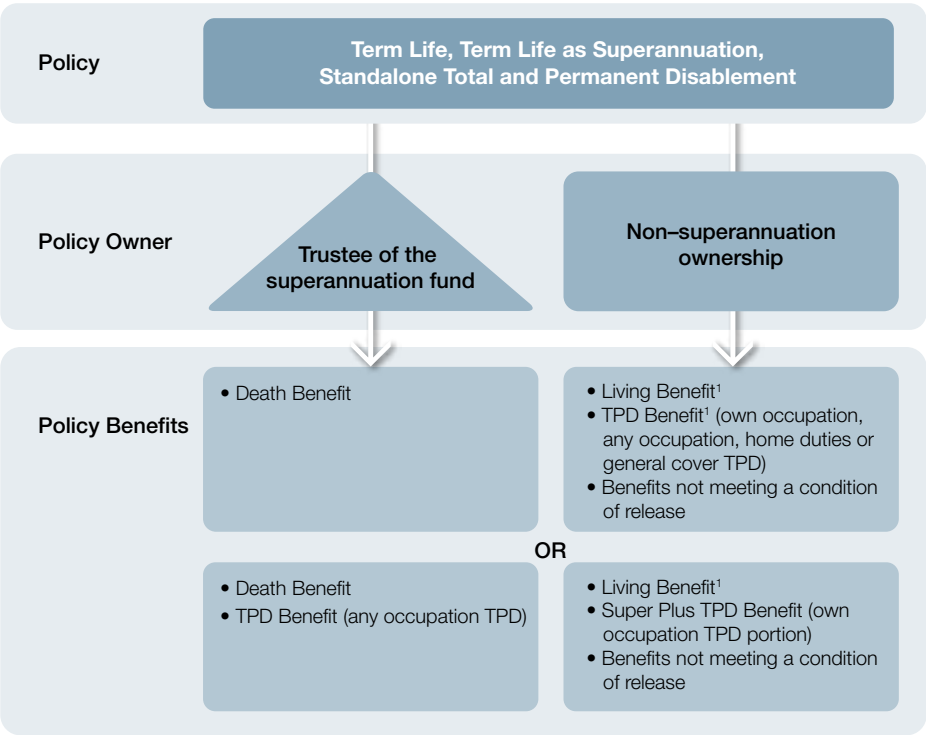 Policy
Term Life, Term Life as Superannuation,
Standalone Total and Permanent Disablement
Policy Owner
Trustee of the
superannuation fund
Non–superannuation
ownership
Policy Benefits
• Death Benefit
• Living Benefit¹
• TPD Benefit¹ (own occupation,
any occupation, home duties or
general cover TPD)
• Benefits not meeting a condition
of release
OR
• Death Benefit
• TPD Benefit (any occupation TPD)
• Living Benefit¹
• Super Plus TPD Benefit (own
occupation TPD portion)
• Benefits not meeting a condition
of release